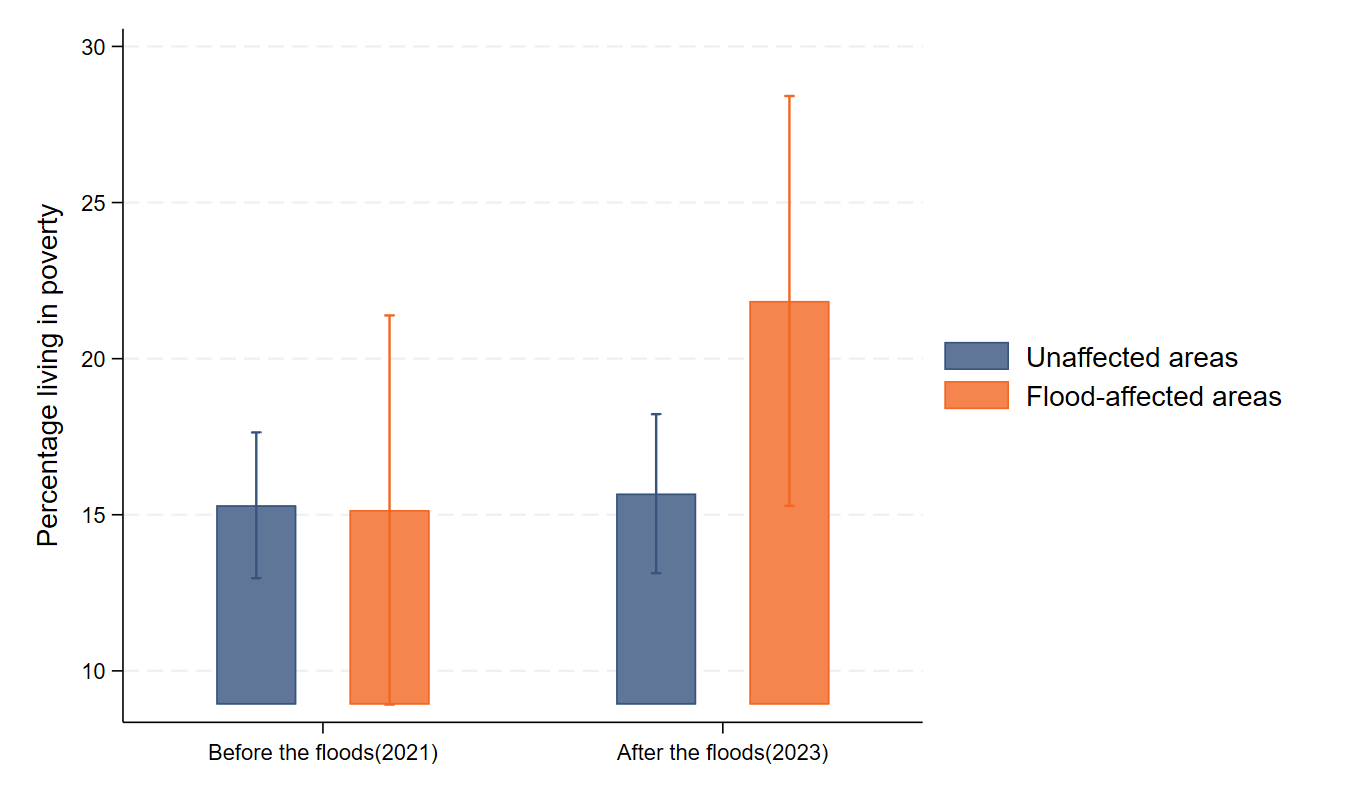 30
25
20
15
10
Percentage living in poverty
Before the floods(2021)
After the floods(2023)
Unaffected areas
Flood-affected areas